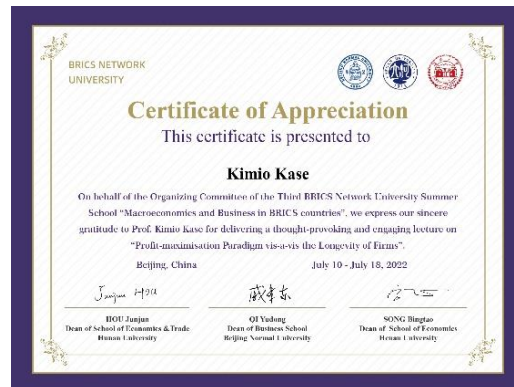 BRICS NETWORK
UNIVERSITY
Certificate of Appreciation
This certificate is presented to
Kimio Kase
On behalf of the Organizing Committee of the Third BRICS Network University Summer
School "Macroeconomics and Business in BRICS countries", we express our sincere
gratitude to Prof. Kimio Kase for delivering a thought-provoking and engaging lecture on
"Profit-maximisation Paradigm vis-a-vis the Longevity of Firms".
Beijing, China July 10 - July 18, 2022
HOU Junjun
Dean of School of Economics & Trade
Hunan University
QI Yudong
Dean of Business School
Beijing Normal University
SONG Bingtao
Dean of School of Economics
Henan University